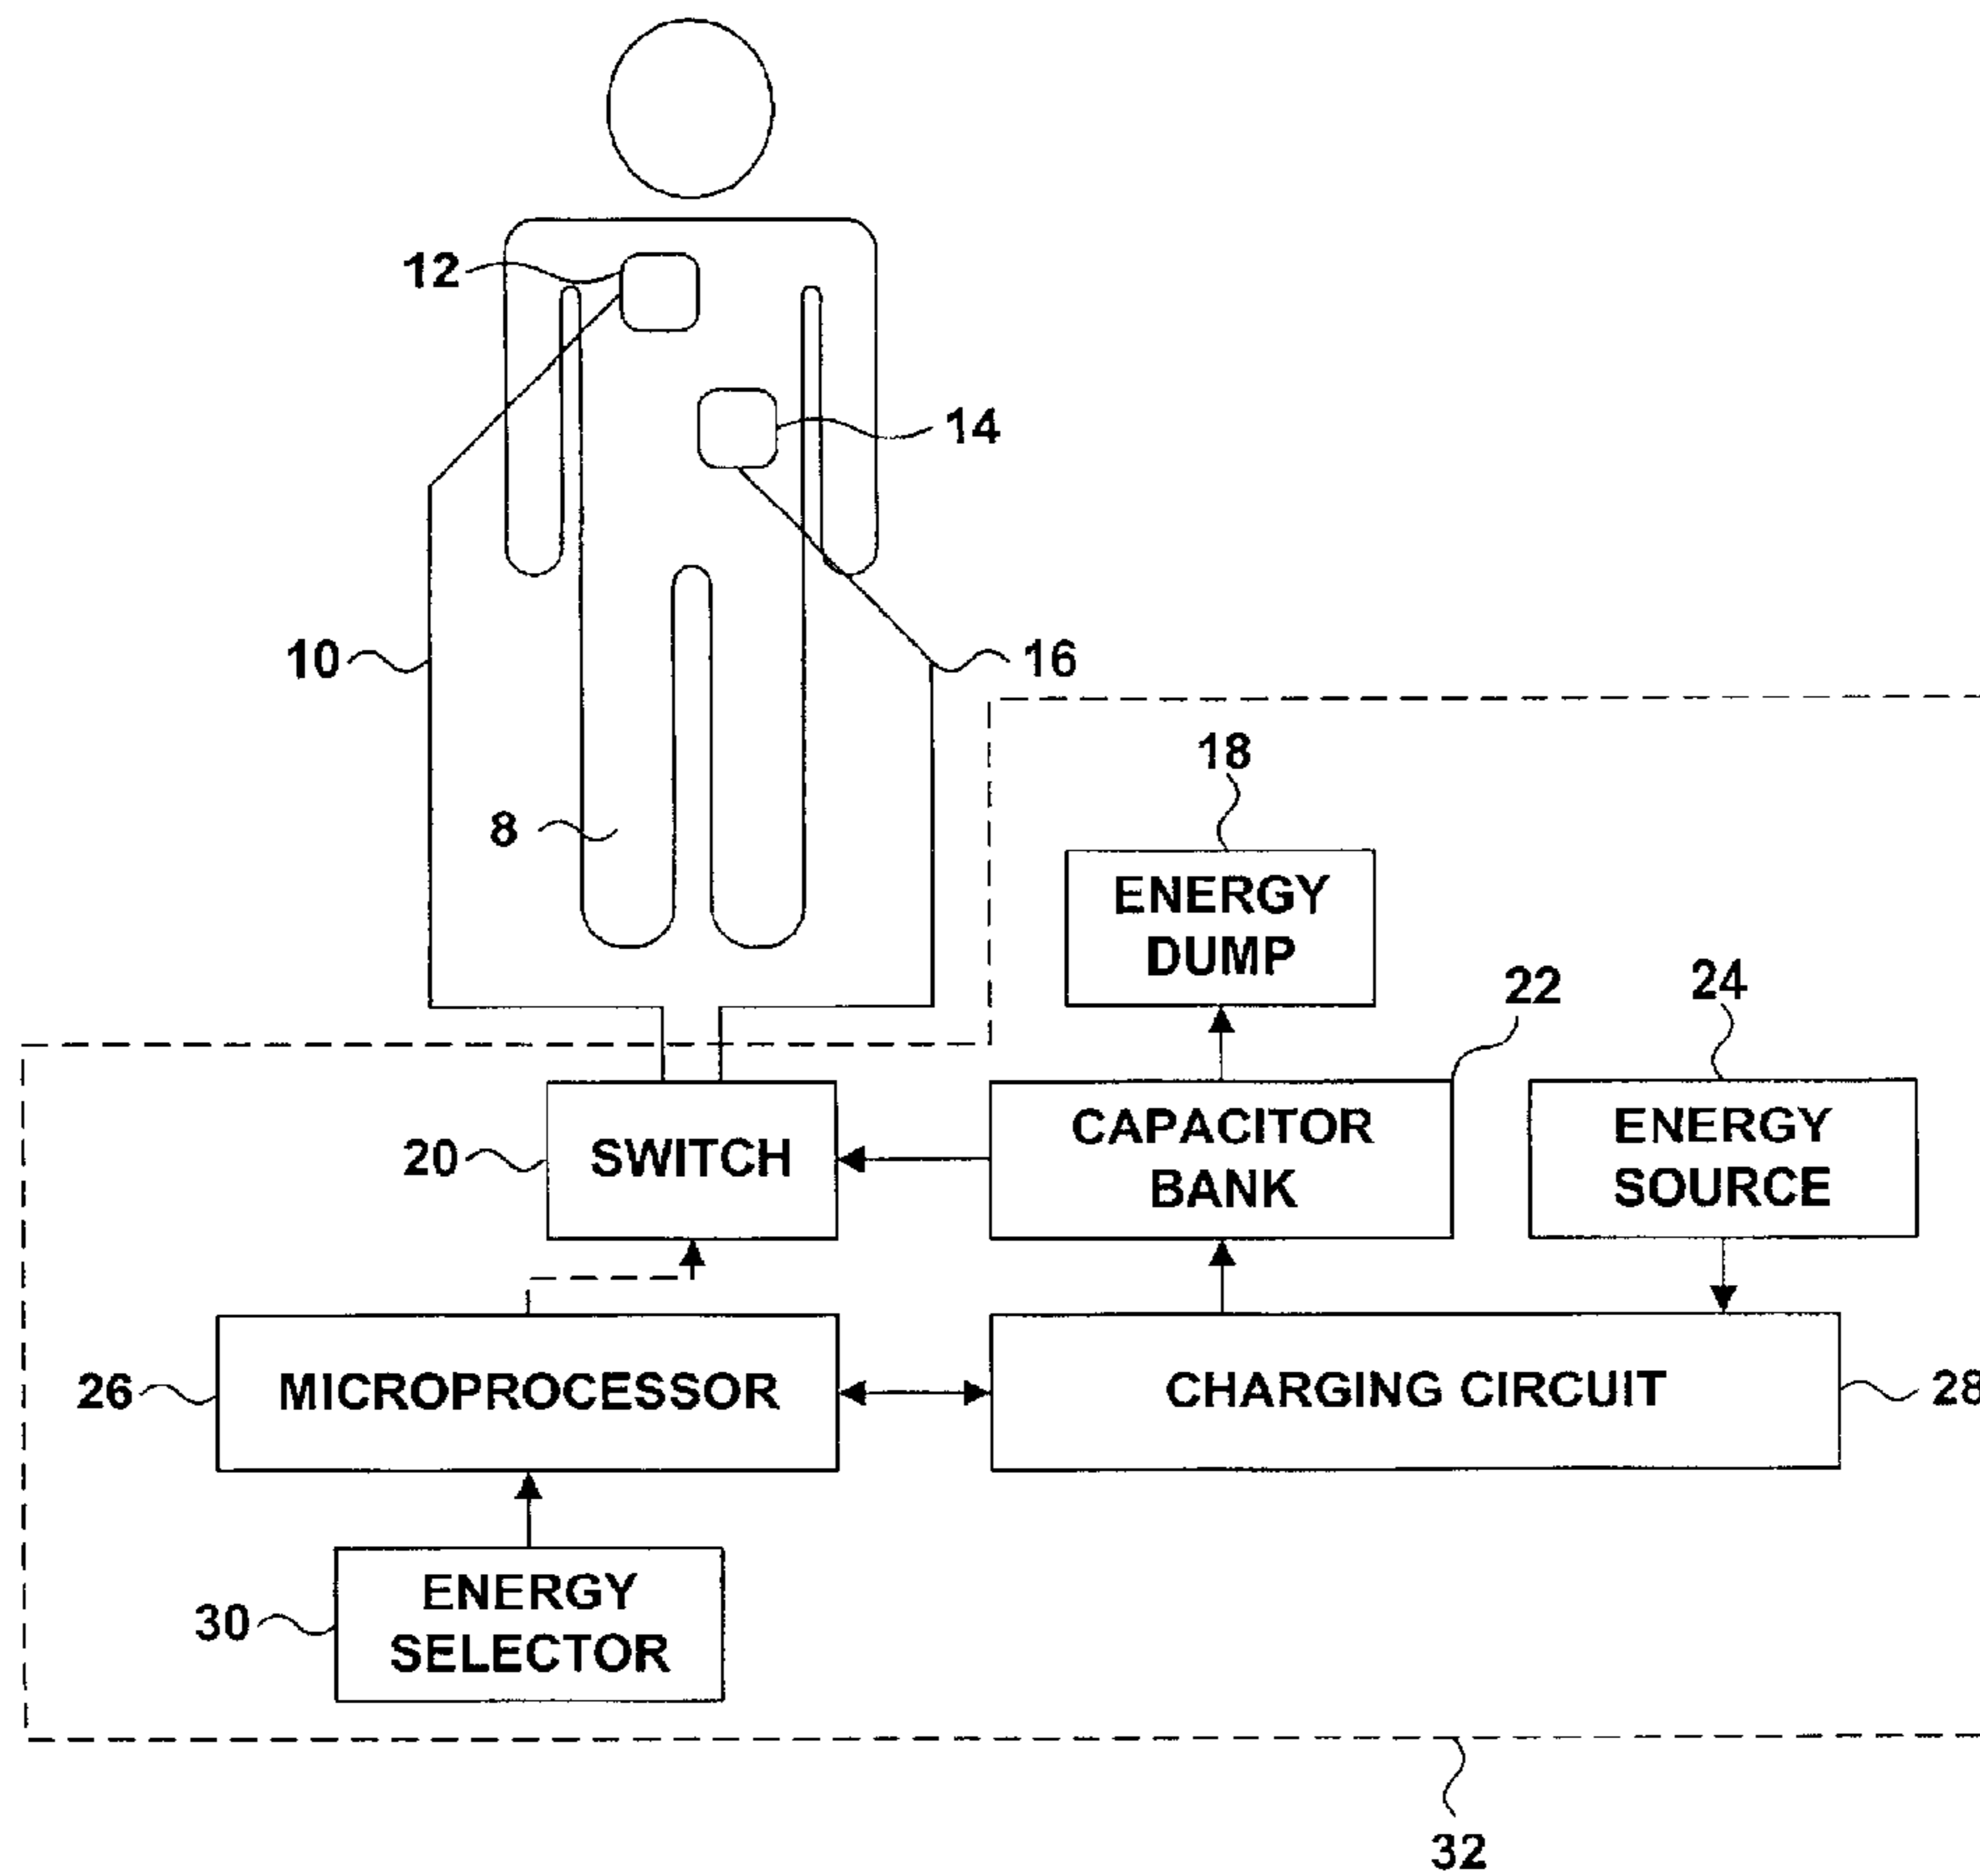 12
14
10
16
18
8
ENERGY
DUMP
22
24
20
SWITCH
CAPACITOR
BANK
ENERGY
SOURCE
26
MICROPROCESSOR
CHARGING CIRCUIT
28
30
ENERGY
SELECTOR
32